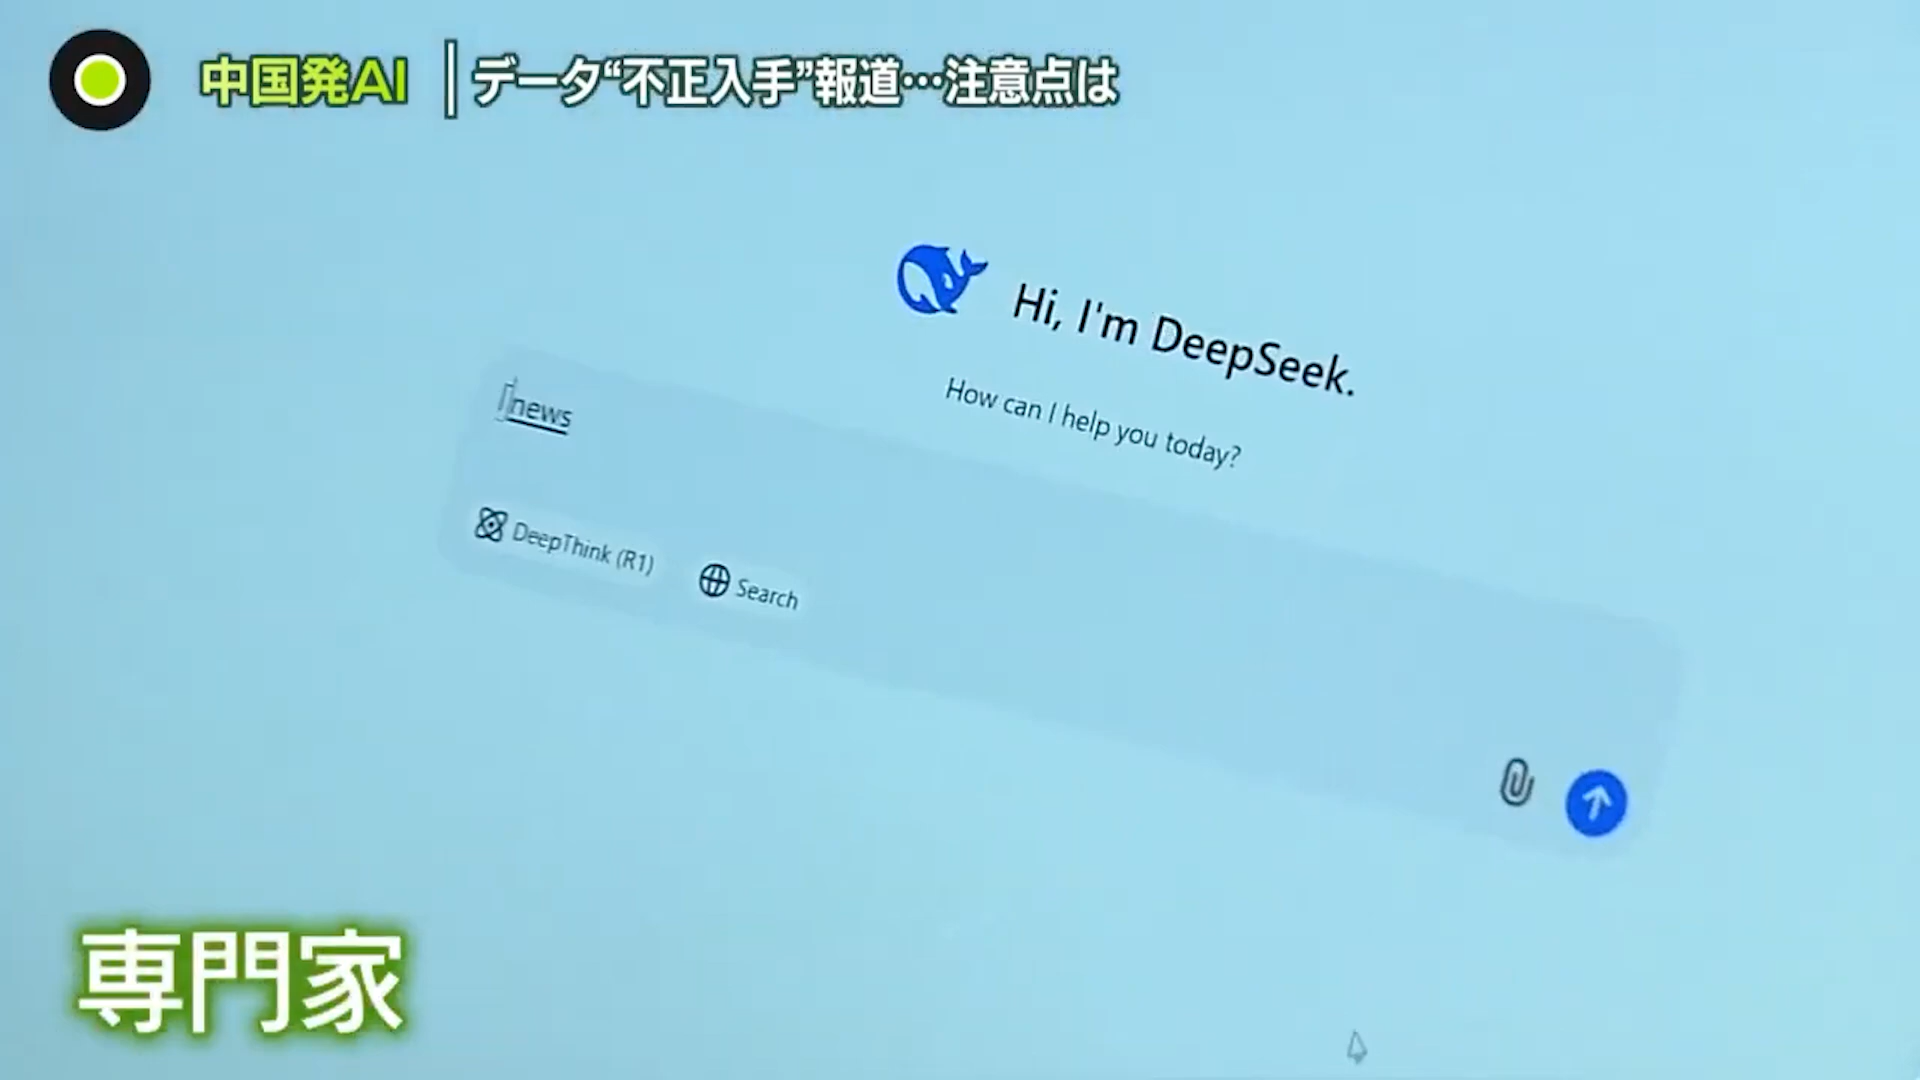 中国発AI
データ“不正入手”報道…注意点は
Hi, I'm DeepSeek.
How can I help you today?
news
DeepThink (R1)
Search
専門家